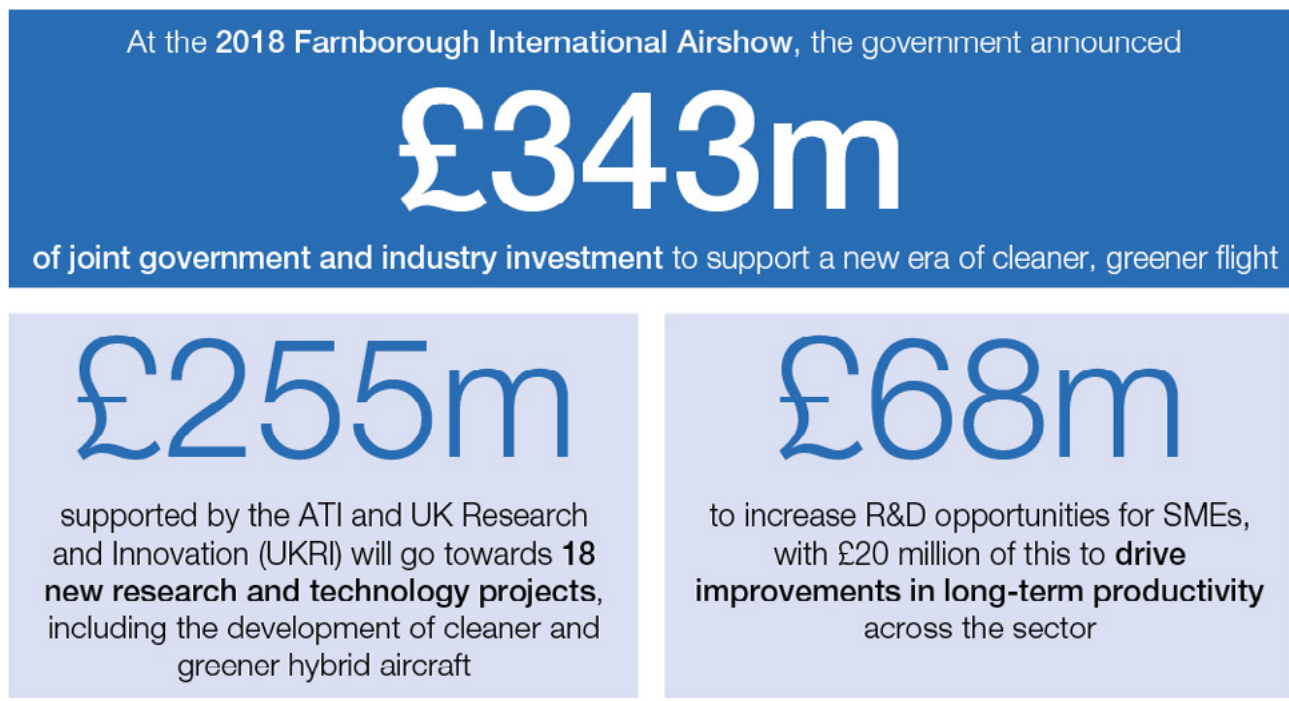 At the 2018 Farnborough International Airshow, the government announced
£343m
of joint government and industry investment to support a new era of cleaner, greener flight
£255m
supported by the ATI and UK Research
and Innovation (UKRI) will go towards 18
new research and technology projects,
including the development of cleaner and
greener hybrid aircraft
£68m
to increase R&D opportunities for SMEs,
with £20 million of this to drive
improvements in long-term productivity
across the sector